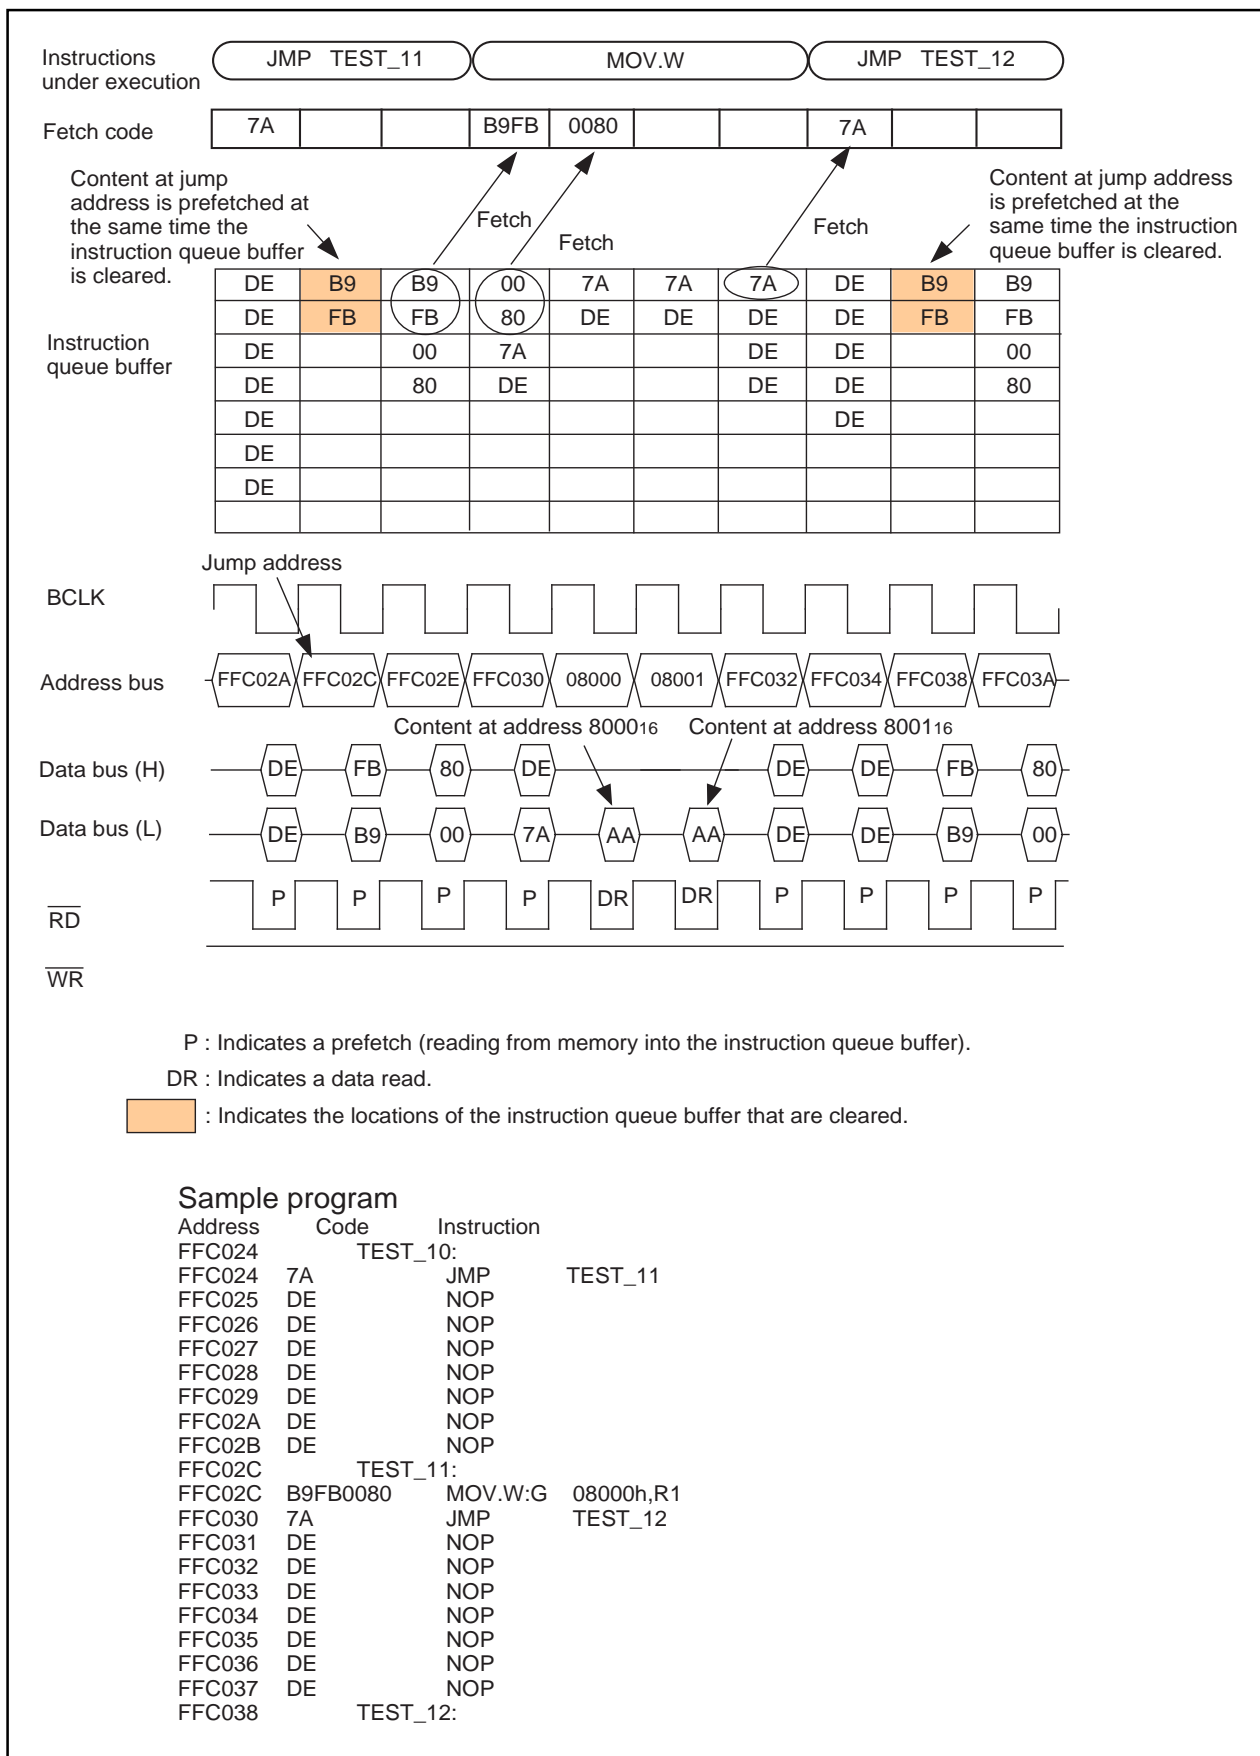 Instructions
under execution
JMP TEST_11 MOV.W JMP TEST_12
Fetch code 7A B9FB 0080 7A
Content at jump
address is prefetched at
the same time the
instruction queue buffer
is cleared.
Fetch
Fetch
Fetch
Content at jump address
is prefetched at the
same time the instruction
queue buffer is cleared.
Instruction
queue buffer
DE B9 B9 00 7A 7A 7A DE B9 B9
DE FB FB 80 DE DE DE DE FB FB
DE 00 7A DE DE 00
DE 80 DE DE DE 80
DE DE
DE
DE
Jump address
BCLK
Address bus FFC02A FFC02C FFC02E FFC030 08000 08001 FFC032 FFC034 FFC038 FFC03A
Content at address 8000₁₆ Content at address 8001₁₆
Data bus (H) DE FB 80 DE DE DE FB 80
Data bus (L) DE B9 00 7A AA AA DE DE B9 00
RD P P P P DR DR P P P P
WR
P : Indicates a prefetch (reading from memory into the instruction queue buffer).
DR : Indicates a data read.
: Indicates the locations of the instruction queue buffer that are cleared.
Sample program
Address Code Instruction
FFC024 TEST_10:
FFC024 7A JMP TEST_11
FFC025 DE NOP
FFC026 DE NOP
FFC027 DE NOP
FFC028 DE NOP
FFC029 DE NOP
FFC02A DE NOP
FFC02B DE NOP
FFC02C TEST_11:
FFC02C B9FB0080 MOV.W:G 08000h,R1
FFC030 7A JMP TEST_12
FFC031 DE NOP
FFC032 DE NOP
FFC033 DE NOP
FFC034 DE NOP
FFC035 DE NOP
FFC036 DE NOP
FFC037 DE NOP
FFC038 TEST_12: